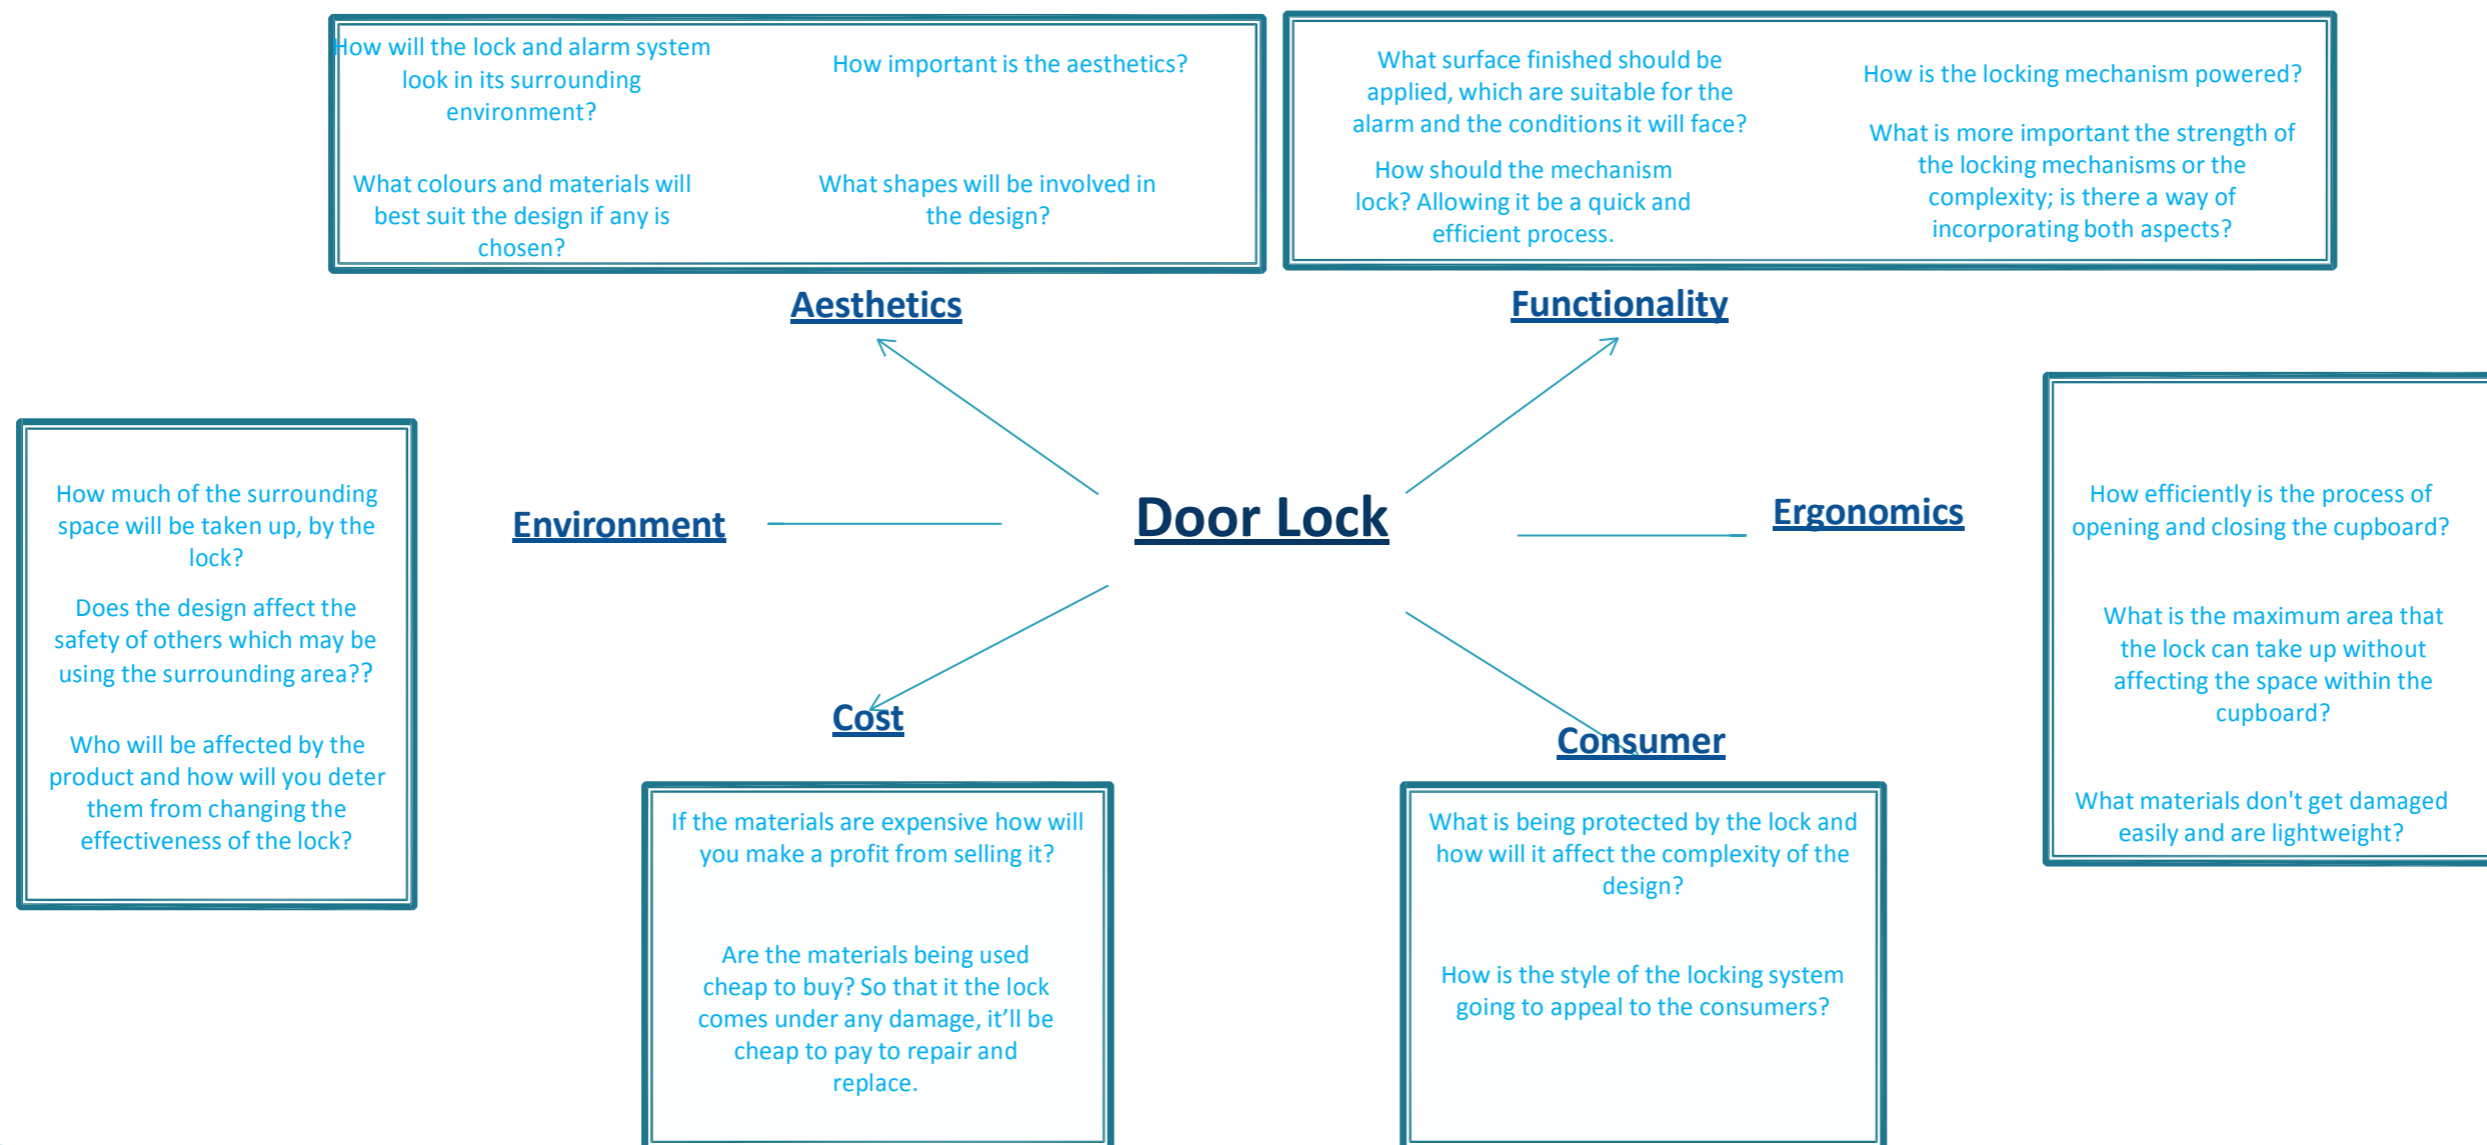 How will the lock and alarm system
look in its surrounding
environment?
How important is the aesthetics?
What colours and materials will
best suit the design if any is
chosen?
What shapes will be involved in
the design?
What surface finished should be
applied, which are suitable for the
alarm and the conditions it will face?
How should the mechanism
lock? Allowing it be a quick and
efficient process.
How is the locking mechanism powered?
What is more important the strength of
the locking mechanisms or the
complexity; is there a way of
incorporating both aspects?
Aesthetics
Functionality
How much of the surrounding
space will be taken up, by the
lock?
Does the design affect the
safety of others which may be
using the surrounding area??
Who will be affected by the
product and how will you deter
them from changing the
effectiveness of the lock?
Environment
Door Lock
Ergonomics
How efficiently is the process of
opening and closing the cupboard?
What is the maximum area that
the lock can take up without
affecting the space within the
cupboard?
What materials don't get damaged
easily and are lightweight?
Cost
If the materials are expensive how will
you make a profit from selling it?
Are the materials being used
cheap to buy? So that it the lock
comes under any damage, it’ll be
cheap to pay to repair and
replace.
Consumer
What is being protected by the lock and
how will it affect the complexity of the
design?
How is the style of the locking system
going to appeal to the consumers?